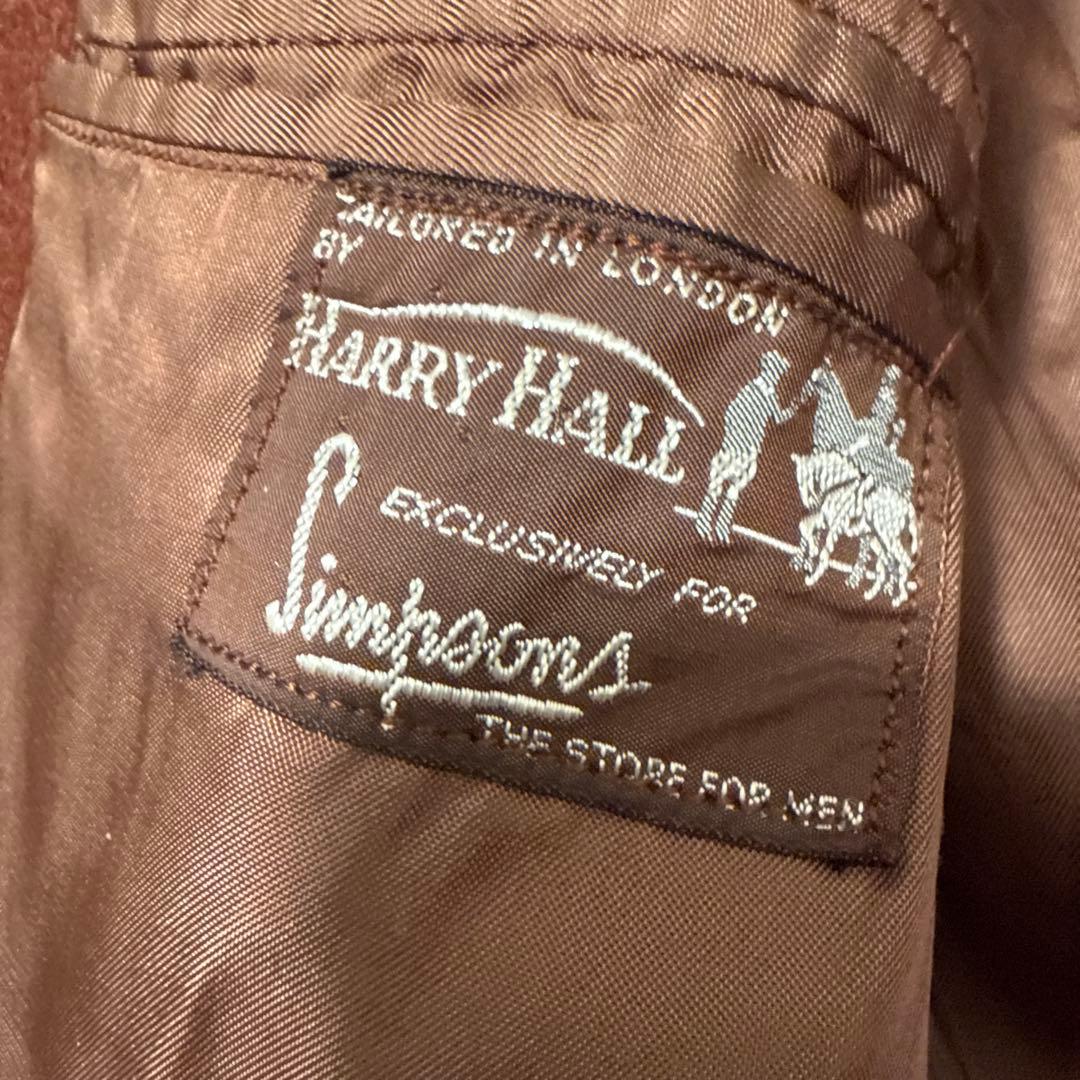 TAILORED IN LONDON
BY
HARRY HALL
EXCLUSIVELY FOR
Simpsons
THE STORE FOR MEN